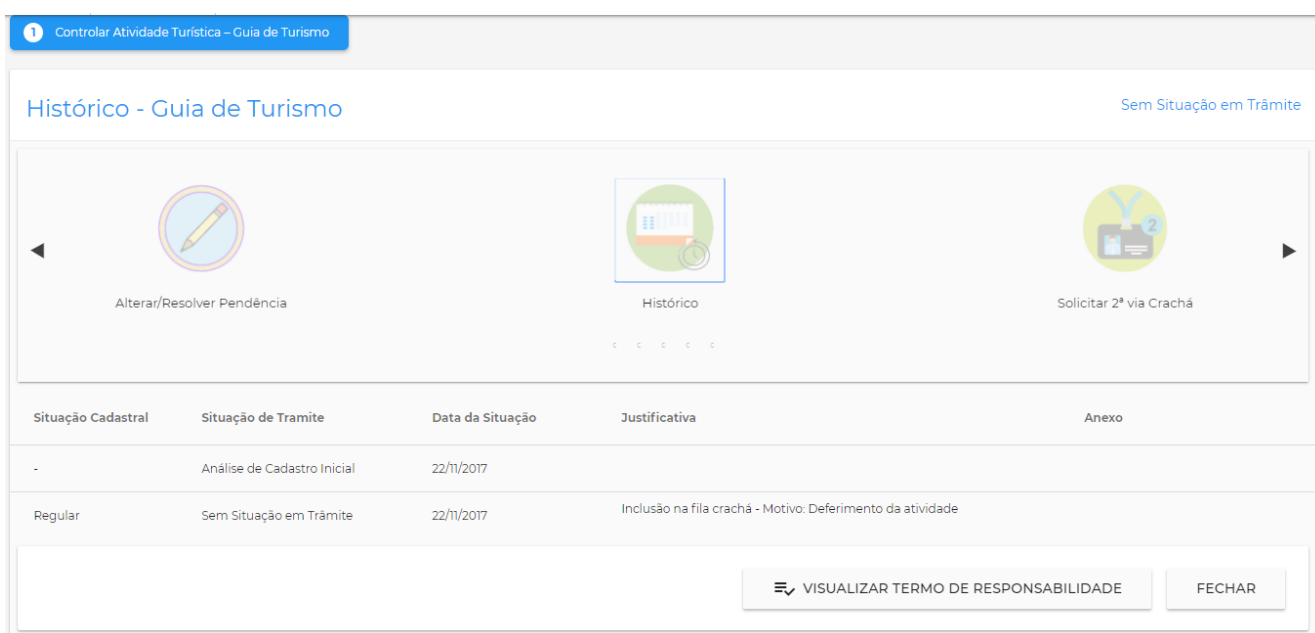 1 Controlar Atividade Turística – Guia de Turismo
Histórico - Guia de Turismo
Sem Situação em Trâmite
2
Alterar/Resolver Pendência
Histórico
Solicitar 2ª via Crachá
c c c c c
Situação Cadastral Situação de Tramite Data da Situação Justificativa Anexo
- Análise de Cadastro Inicial 22/11/2017
Regular Sem Situação em Trâmite 22/11/2017 Inclusão na fila crachá - Motivo: Deferimento da atividade
VISUALIZAR TERMO DE RESPONSABILIDADE FECHAR